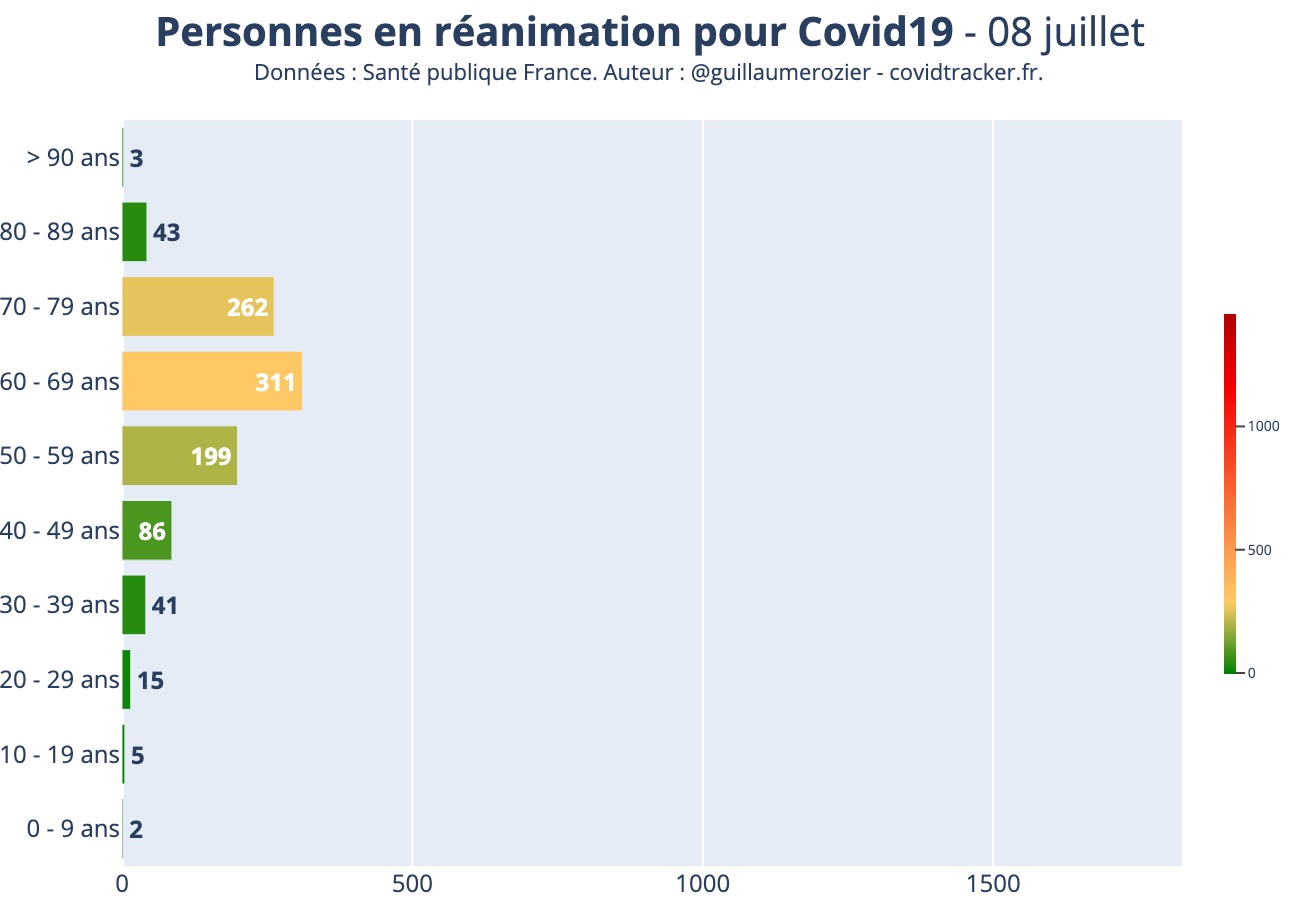 Personnes en réanimation pour Covid19 - 08 juillet
Données : Santé publique France. Auteur : @guillaumerozier - covidtracker.fr.
> 90 ans 3
80 - 89 ans 43
70 - 79 ans 262
60 - 69 ans 311
50 - 59 ans 199
40 - 49 ans 86
30 - 39 ans 41
20 - 29 ans 15
10 - 19 ans 5
0 - 9 ans 2
0 500 1000 1500
1000
500
0